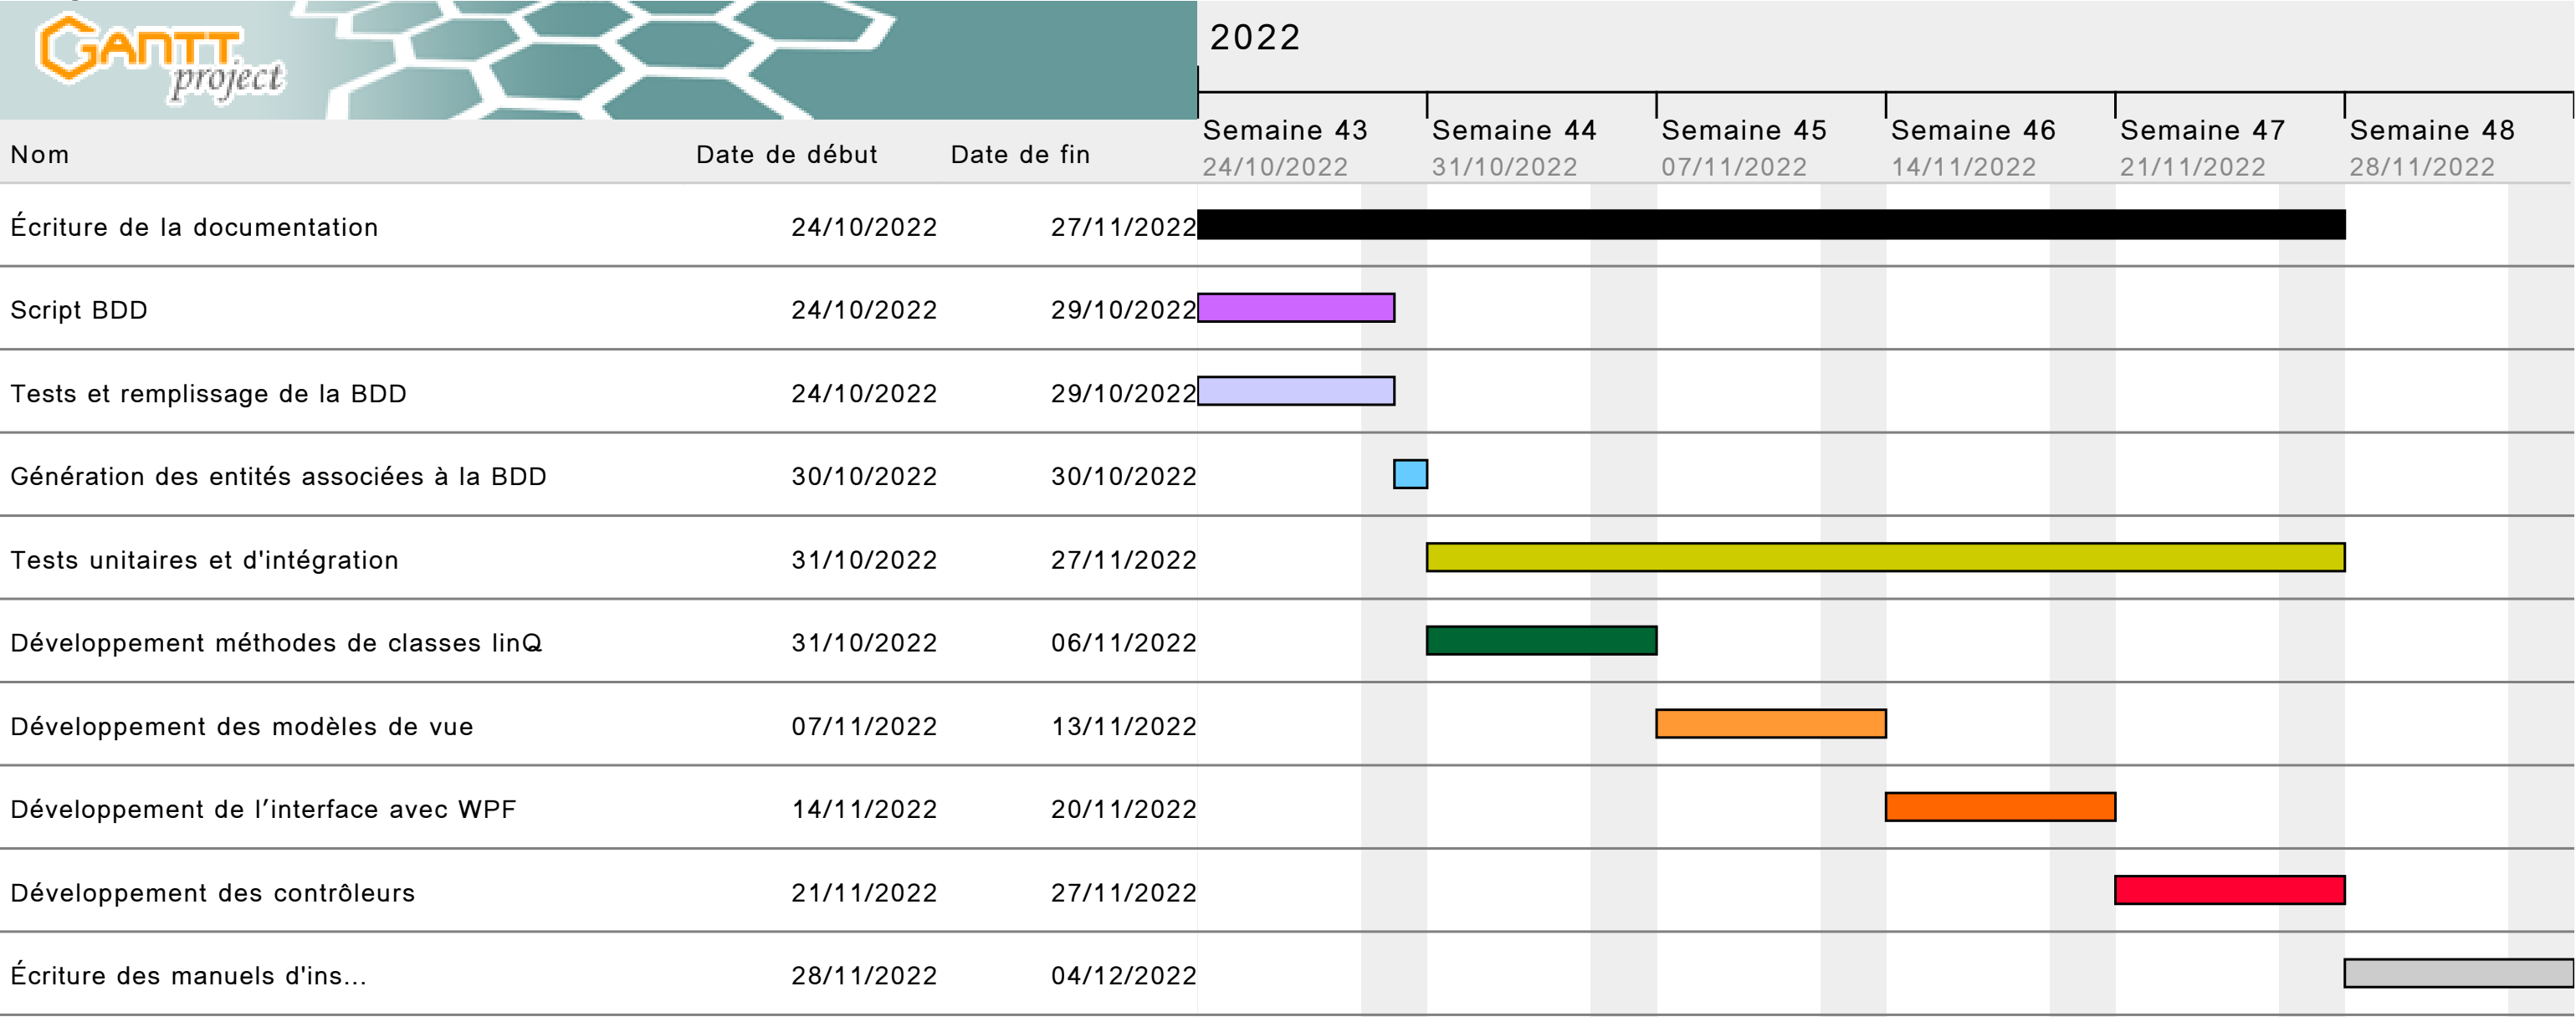 GANTT
project
2022
Semaine 43 Semaine 44 Semaine 45 Semaine 46 Semaine 47 Semaine 48
Nom Date de début Date de fin
24/10/2022 31/10/2022 07/11/2022 14/11/2022 21/11/2022 28/11/2022
Écriture de la documentation 24/10/2022 27/11/2022
Script BDD 24/10/2022 29/10/2022
Tests et remplissage de la BDD 24/10/2022 29/10/2022
Génération des entités associées à la BDD 30/10/2022 30/10/2022
Tests unitaires et d'intégration 31/10/2022 27/11/2022
Développement méthodes de classes linQ 31/10/2022 06/11/2022
Développement des modèles de vue 07/11/2022 13/11/2022
Développement de l’interface avec WPF 14/11/2022 20/11/2022
Développement des contrôleurs 21/11/2022 27/11/2022
Écriture des manuels d'ins... 28/11/2022 04/12/2022